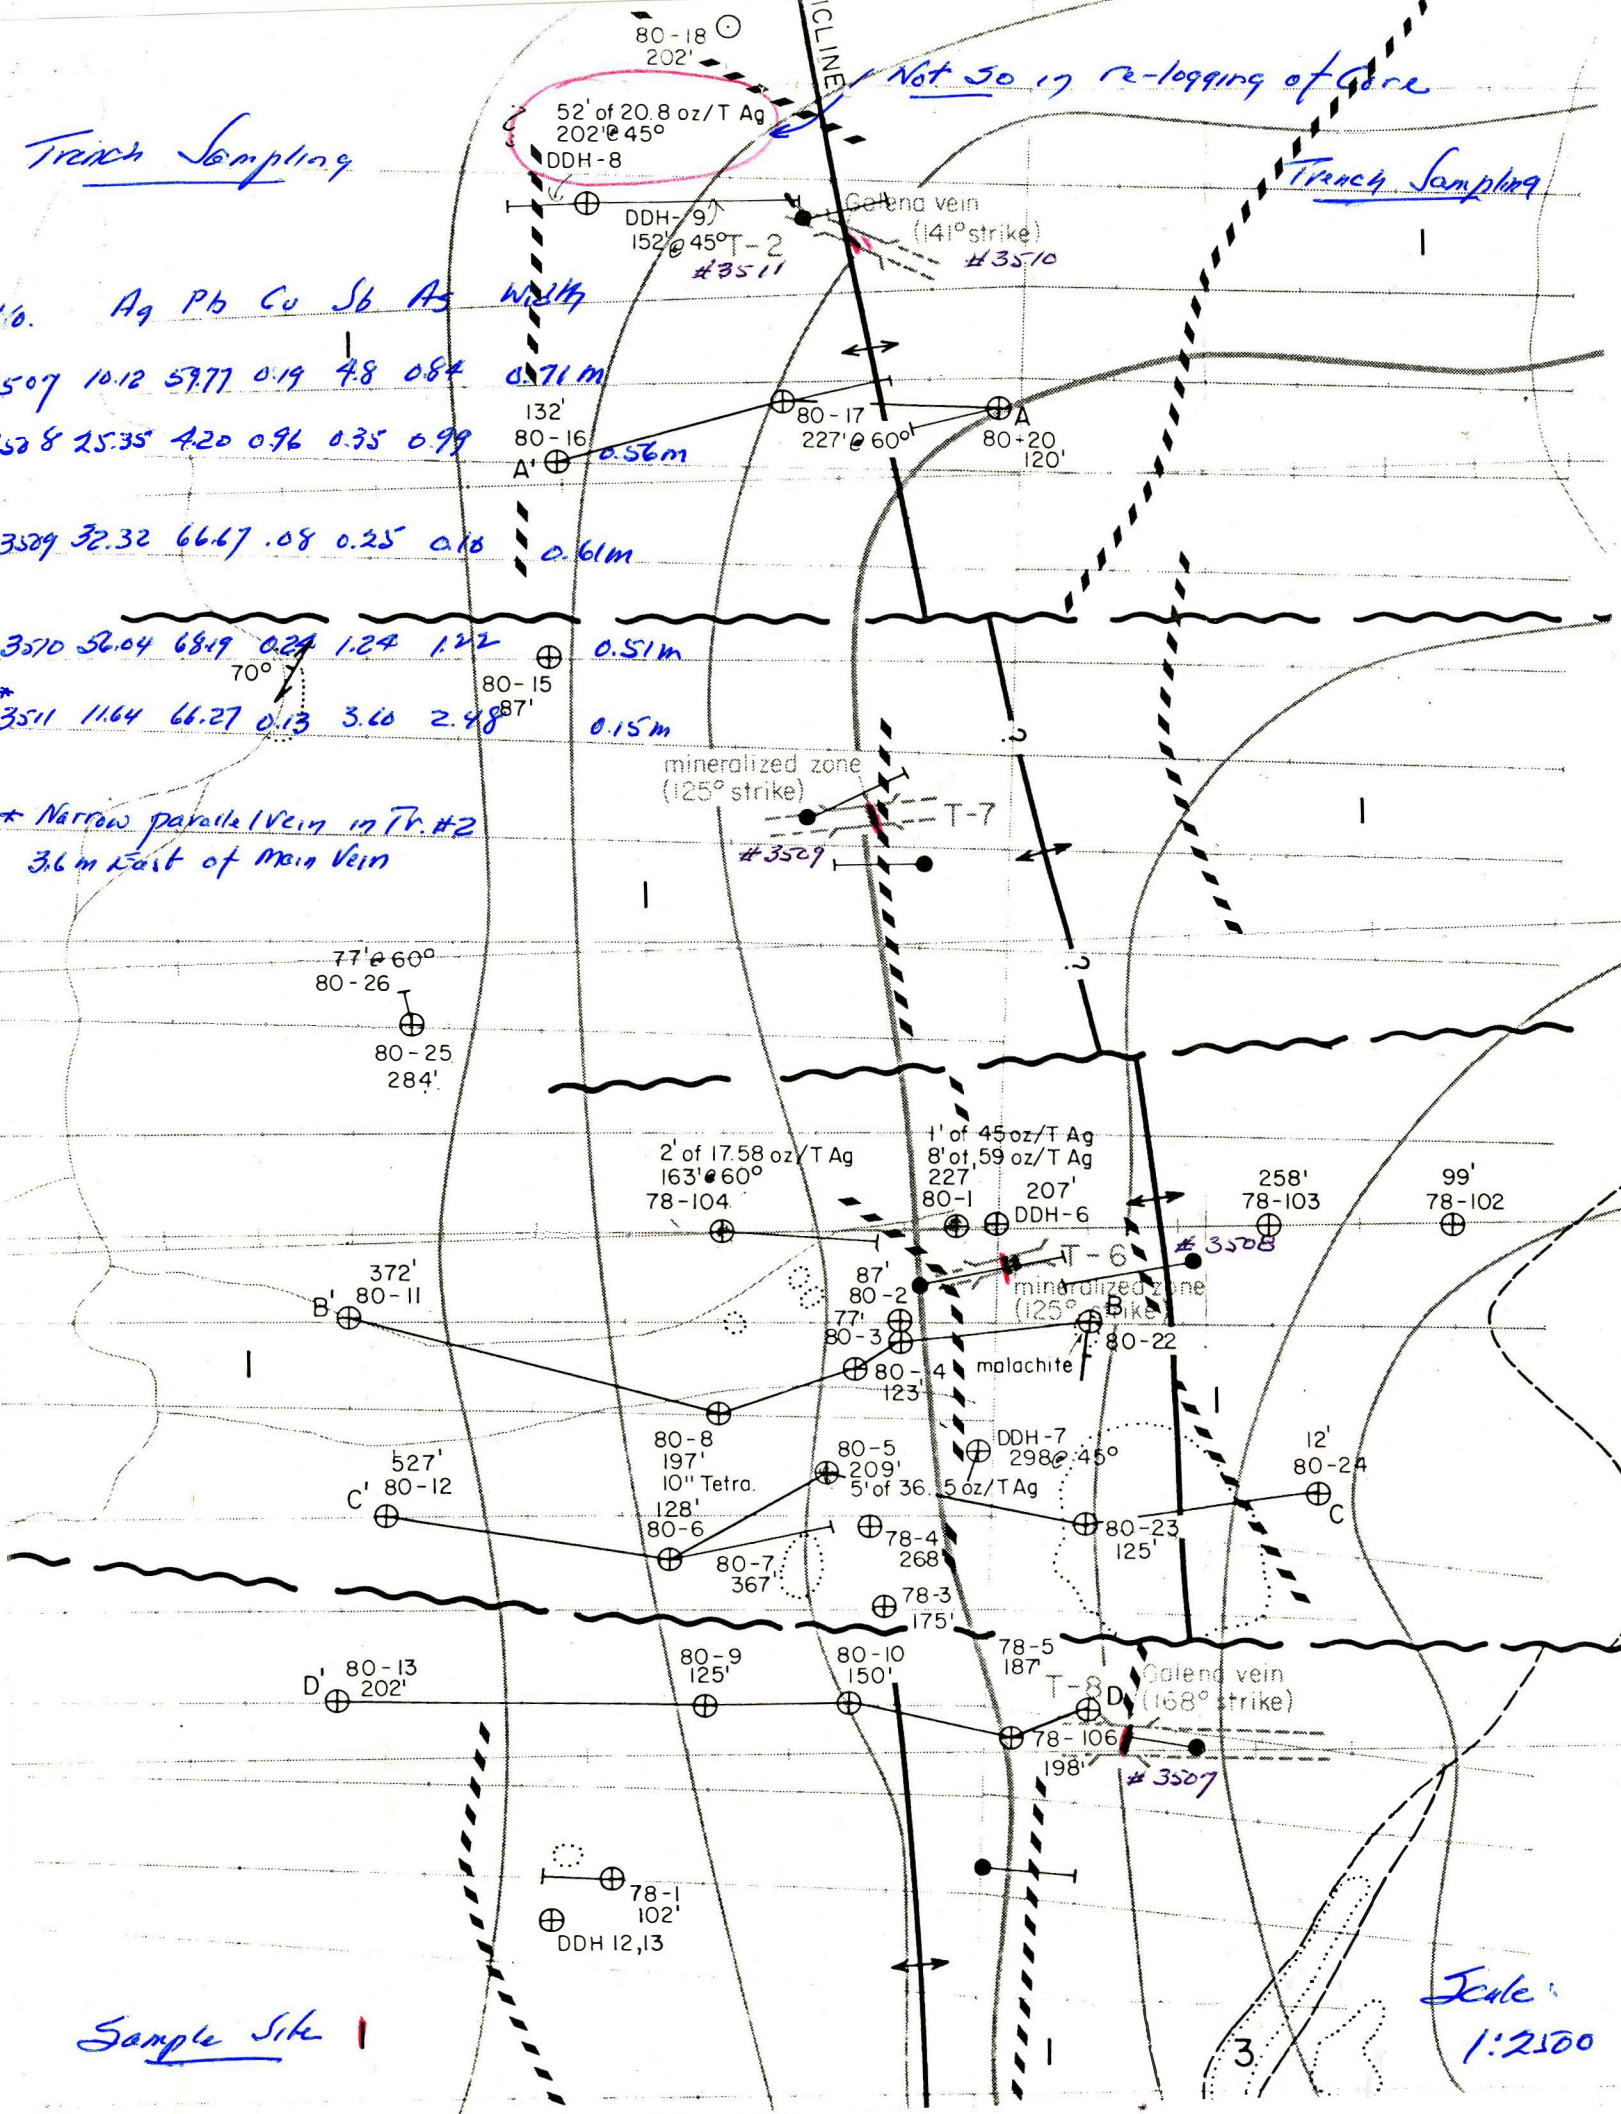 80-18
202'
ICLINE
Not so in re-logging of Core
52' of 20.8 oz/T Ag
202' @ 45°
DDH-8
Trench Sampling
Trench Sampling
DDH-9
152' @ 45°
T-2
#3511
Galena vein
(141° strike)
#3510
No. Ag Pb Cu Sb As Width
507 10.12 59.77 0.19 4.8 0.84 0.71 m
508 25.35 4.20 0.96 0.35 0.99 0.56m
3509 32.32 66.67 .08 0.25 0.10 0.61m
3510 56.04 68.19 0.24 1.24 1.22 0.51m
*
3511 11.64 66.27 0.13 3.60 2.48 0.15m
* Narrow parallel vein in Tr. #2
3.6 m East of Main Vein
I
I
132'
80-16
A'
80-17
227' @ 60°
A
80+20
120'
70°
80-15
87'
?
mineralized zone
(125° strike)
T-7
#3509
I
I
?
77' @ 60°
80-26
80-25
284'
2' of 17.58 oz/T Ag
163' @ 60°
78-104
1' of 45 oz/T Ag
8' of .59 oz/T Ag
227
80-1
207'
DDH-6
258'
78-103
99'
78-102
T-6
#3508
mineralized zone
(125° strike)
372'
80-11
B'
87'
80-2
77'
80-3
80-4
123'
B
80-22
malachite
I
I
80-8
197'
10" Tetra.
80-5
209'
5' of 36.5 oz/T Ag
DDH-7
298 @ 45°
12'
80-24
C
527'
80-12
C'
128'
80-6
80-7
367'
78-4
268'
80-23
125'
78-3
175'
D'
80-13
202'
80-9
125'
80-10
150'
78-5
187'
T-8
D
Galena vein
(168° strike)
78-106
198'
#3507
78-1
102'
DDH 12,13
Sample Site I
I
3
Scale:
1:2500